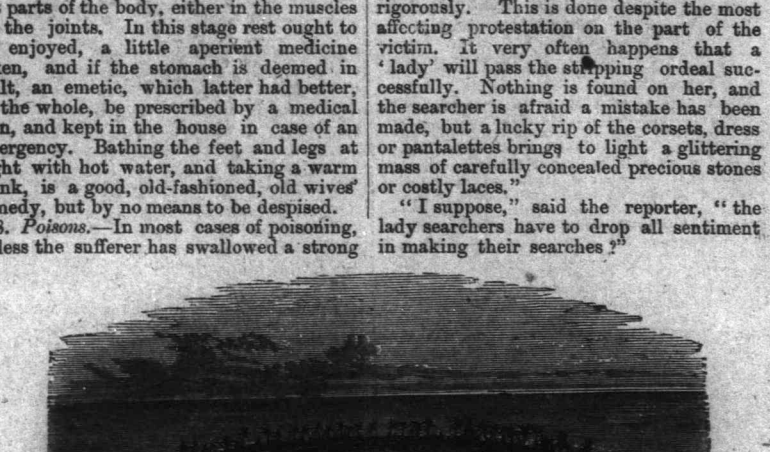 parts of the body, either in the muscles
the joints. In this stage rest ought to
enjoyed, a little aperient medicine
en, and if the stomach is deemed in
lt, an emetic, which latter had better,
the whole, be prescribed by a medical
n, and kept in the house in case of an
ergency. Bathing the feet and legs at
ht with hot water, and taking a warm
nk, is a good, old-fashioned, old wives'
nedy, but by no means to be despised.
3. Poisons.—In most cases of poisoning,
less the sufferer has swallowed a strong
rigorously. This is done despite the most
affecting protestation on the part of the
victim. It very often happens that a
'lady' will pass the stripping ordeal suc-
cessfully. Nothing is found on her, and
the searcher is afraid a mistake has been
made, but a lucky rip of the corsets, dress
or pantalettes brings to light a glittering
mass of carefully concealed precious stones
or costly laces."
"I suppose," said the reporter, "the
lady searchers have to drop all sentiment
in making their searches?"